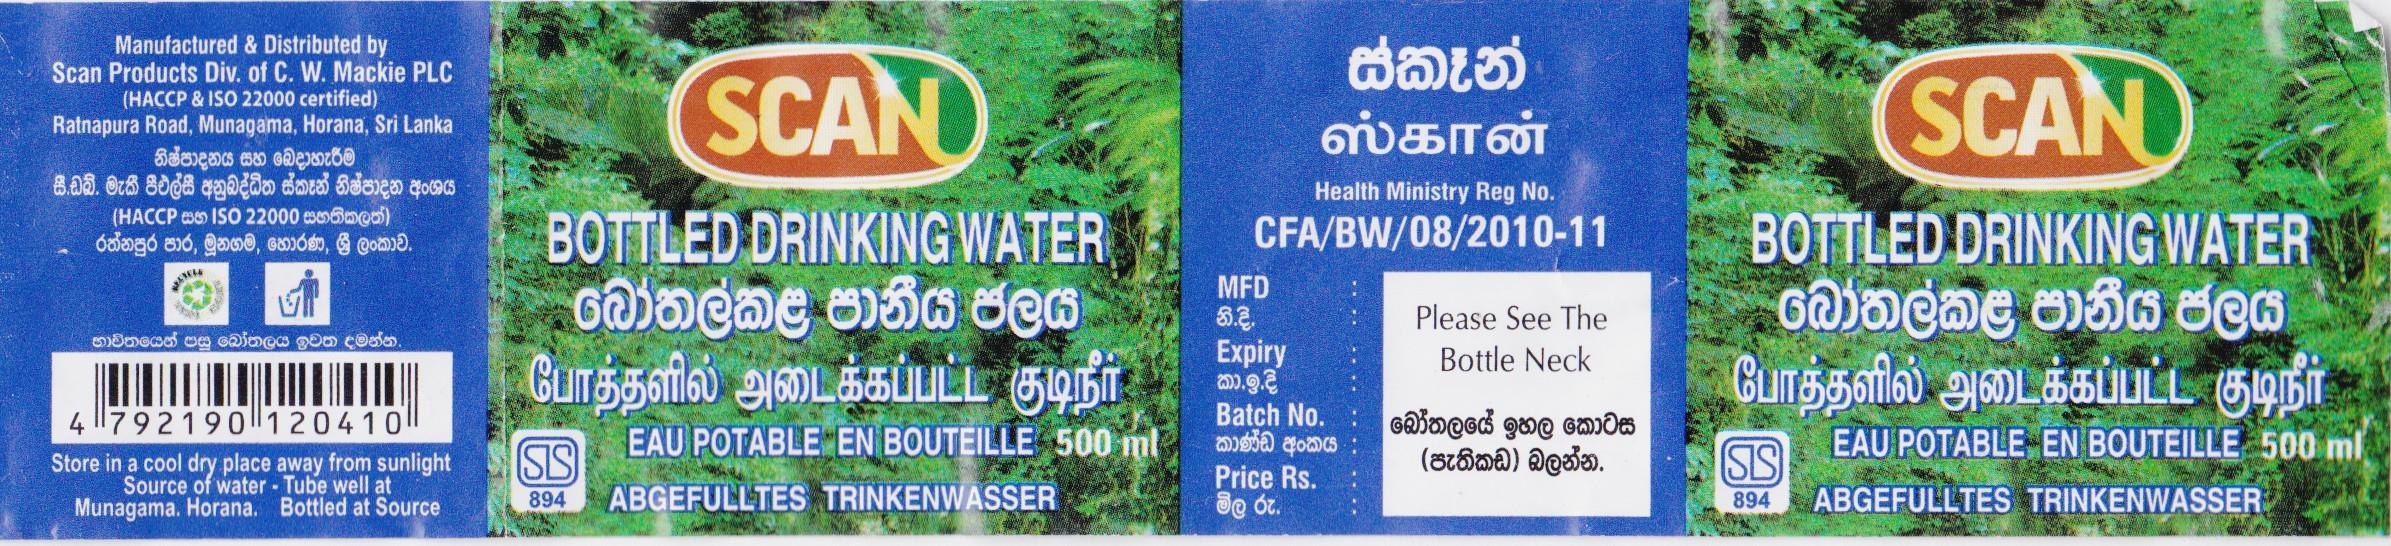 Manufactured & Distributed by
Scan Products Div. of C. W. Mackie PLC
(HACCP & ISO 22000 certified)
Ratnapura Road, Munagama, Horana, Sri Lanka
නිෂ්පාදනය සහ බෙදාහැරීම
සී.ඩබ්. මැකී පීඑල්සී අනුබද්ධිත ස්කෑන් නිෂ්පාදන අංශය
(HACCP සහ ISO 22000 සහතිකලත්)
රත්නපුර පාර, මූනගම, හොරණ, ශ්‍රී ලංකාව.
භාවිතයෙන් පසු බෝතලය ඉවත දමන්න.
4 792190 120410
Store in a cool dry place away from sunlight
Source of water - Tube well at
Munagama. Horana. Bottled at Source
SCAN
BOTTLED DRINKING WATER
බෝතල්කළ පානීය ජලය
போத்தளில் அடைக்கப்பட்ட குடிநீர்
EAU POTABLE EN BOUTEILLE 500 ml
SLS
894
ABGEFULLTES TRINKENWASSER
ස්කෑන්
ஸ்கான்
Health Ministry Reg No.
CFA/BW/08/2010-11
MFD :
නි.දි. :
Expiry :
කා.ඉ.දි :
Batch No. :
කාණ්ඩ අංකය :
Price Rs. :
මිල රු. :
Please See The
Bottle Neck
බෝතලයේ ඉහල කොටස
(පැතිකඩ) බලන්න.
SCAN
BOTTLED DRINKING WATER
බෝතල්කළ පානීය ජලය
போத்தளில் அடைக்கப்பட்ட குடிநீர்
EAU POTABLE EN BOUTEILLE 500 ml
SLS
894
ABGEFULLTES TRINKENWASSER